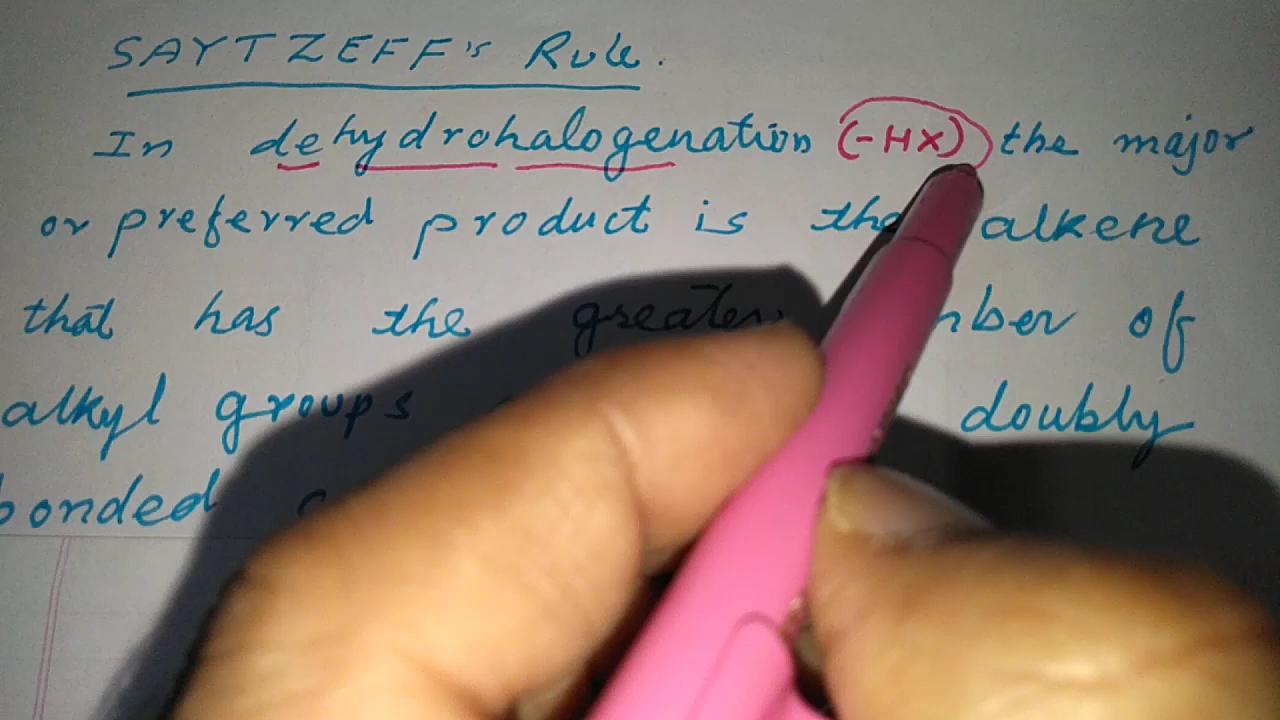 SAYTZEFF's Rule.
In dehydrohalogenation (-HX) the major
or preferred product is the alkene
that has the greater of
alkyl groups doubly
bonded